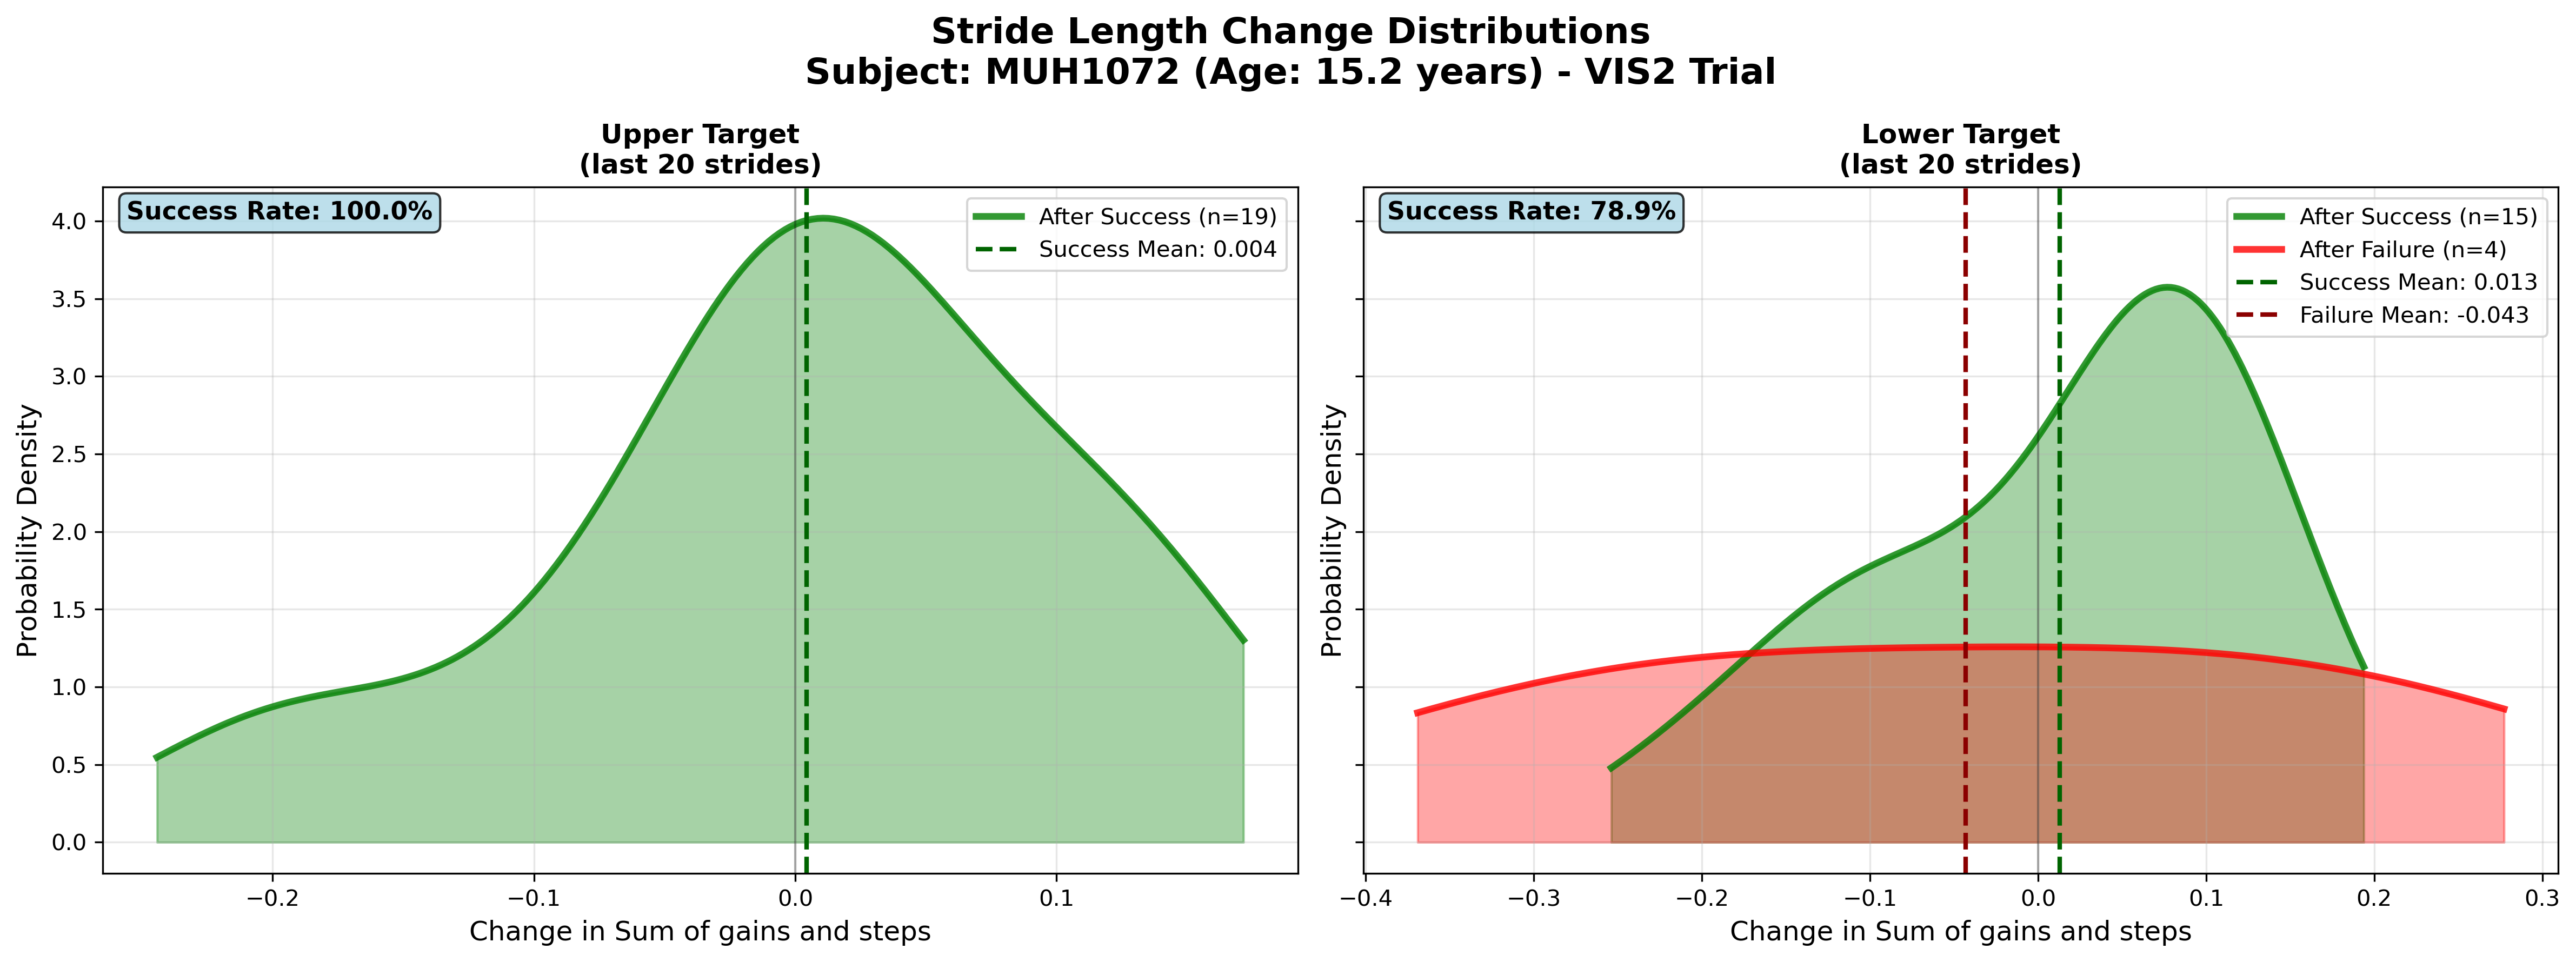 Stride Length Change Distributions
Subject: MUH1072 (Age: 15.2 years) - VIS2 Trial
Upper Target
(last 20 strides)
Success Rate: 100.0%
After Success (n=19)
Success Mean: 0.004
4.0
3.5
3.0
2.5
2.0
1.5
1.0
0.5
0.0
Probability Density
−0.2
−0.1
0.0
0.1
Change in Sum of gains and steps
Lower Target
(last 20 strides)
Success Rate: 78.9%
After Success (n=15)
After Failure (n=4)
Success Mean: 0.013
Failure Mean: -0.043
Probability Density
−0.4
−0.3
−0.2
−0.1
0.0
0.1
0.2
0.3
Change in Sum of gains and steps